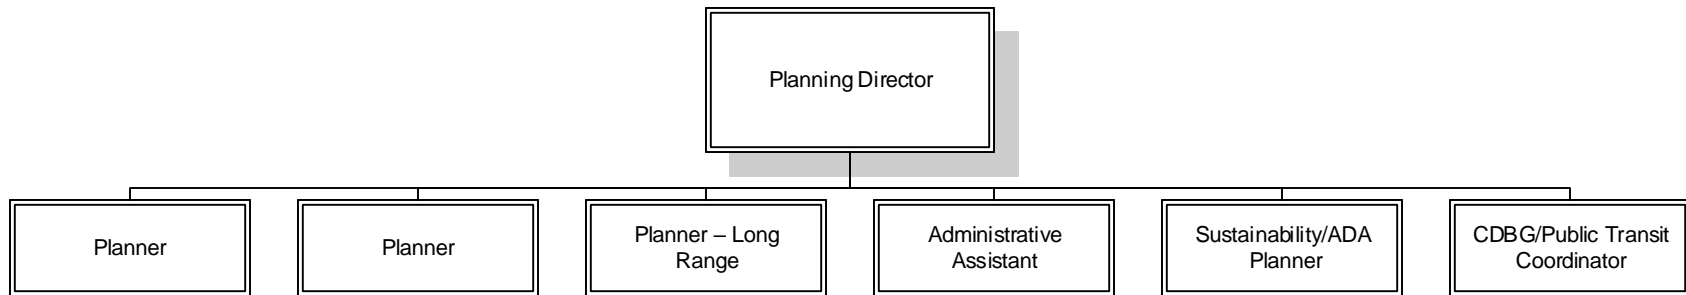 Planning Director
Planner
Planner
Planner – Long
Range
Administrative
Assistant
Sustainability/ADA
Planner
CDBG/Public Transit
Coordinator